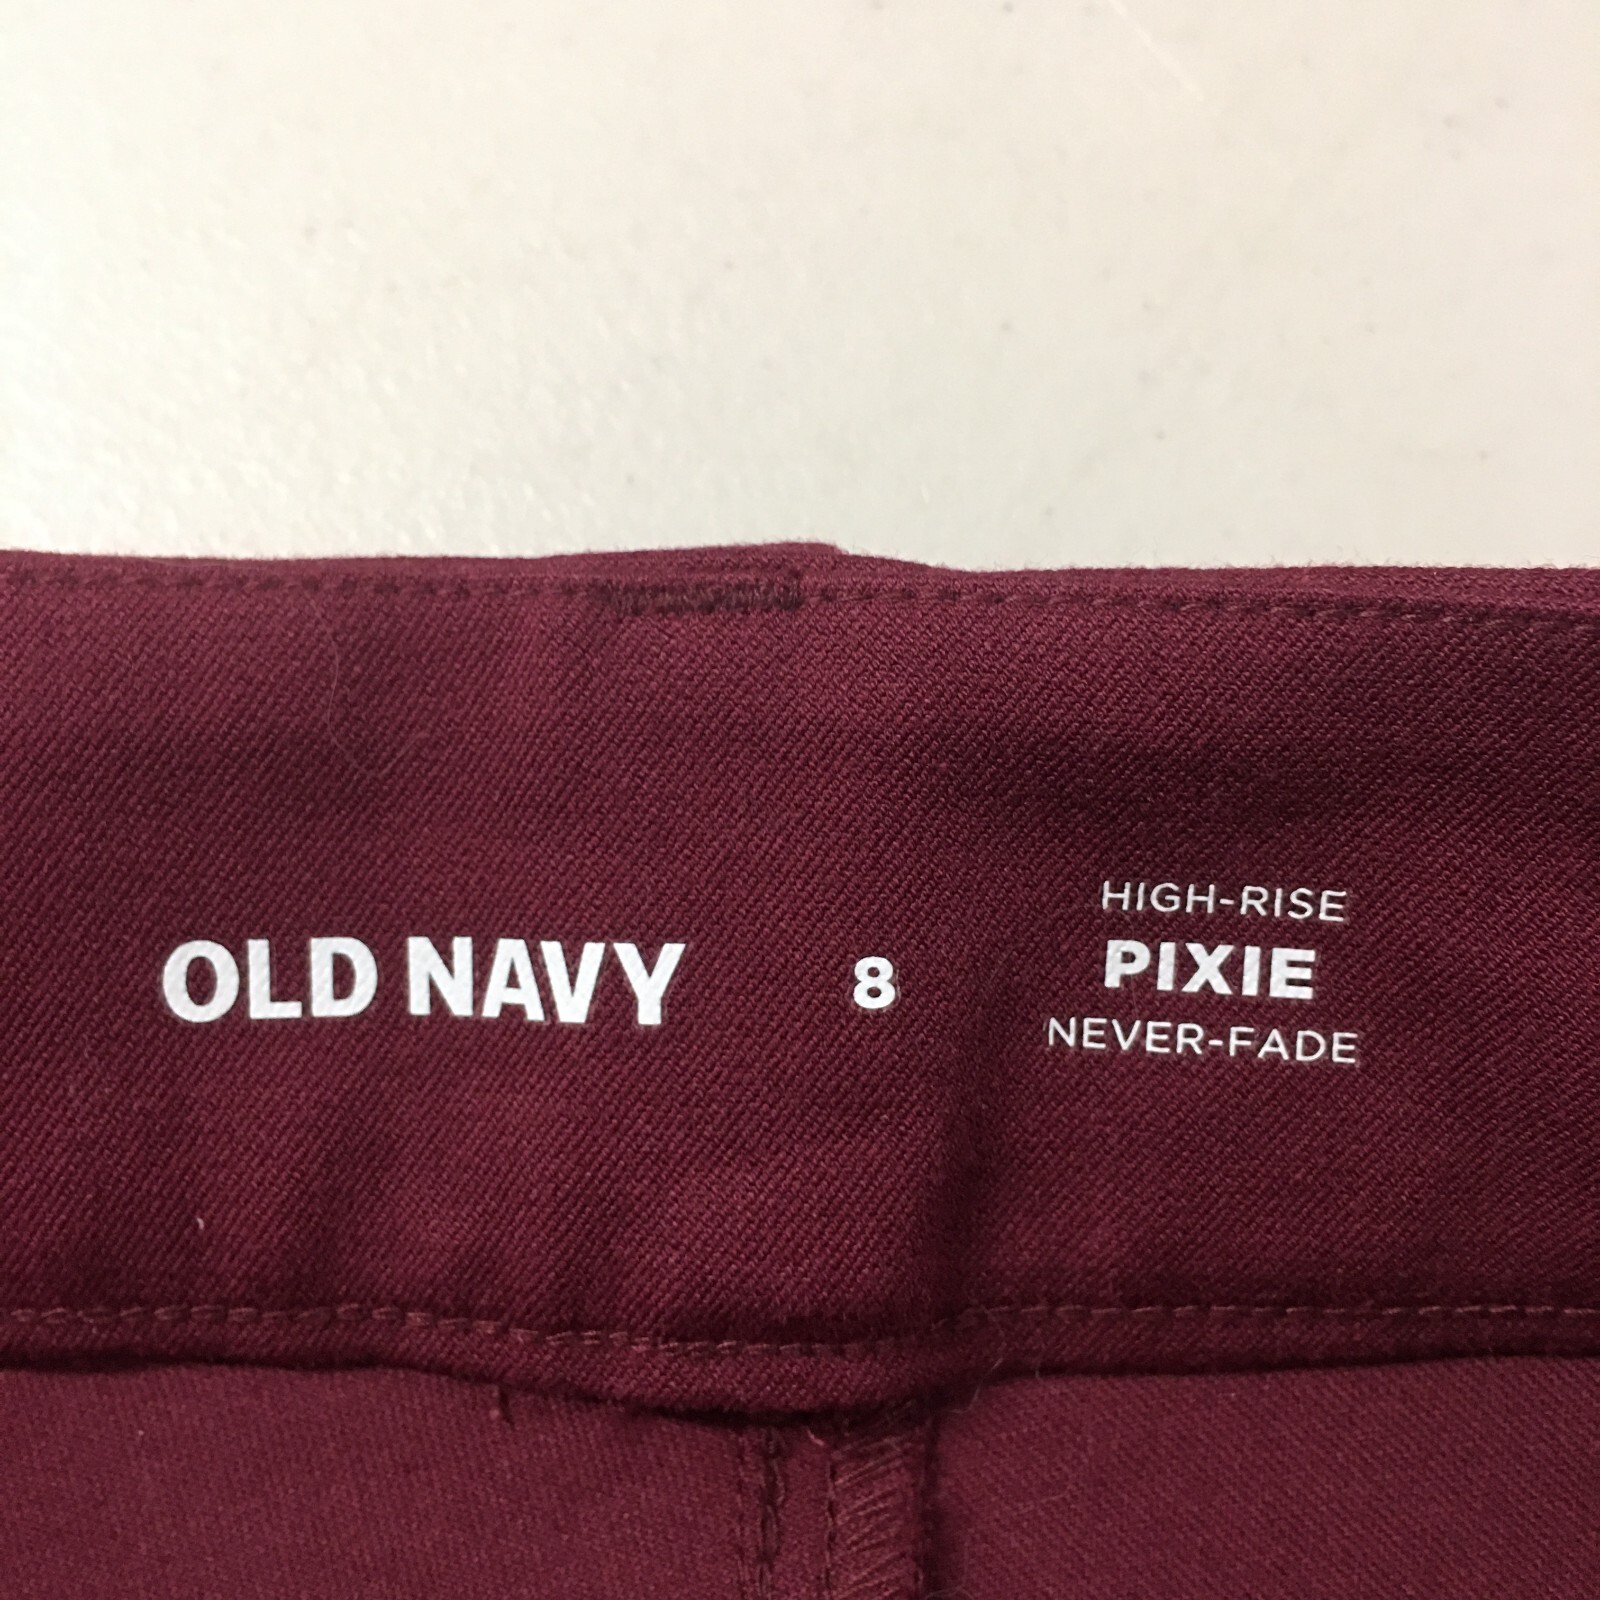 OLD NAVY
8
HIGH-RISE
PIXIE
NEVER-FADE